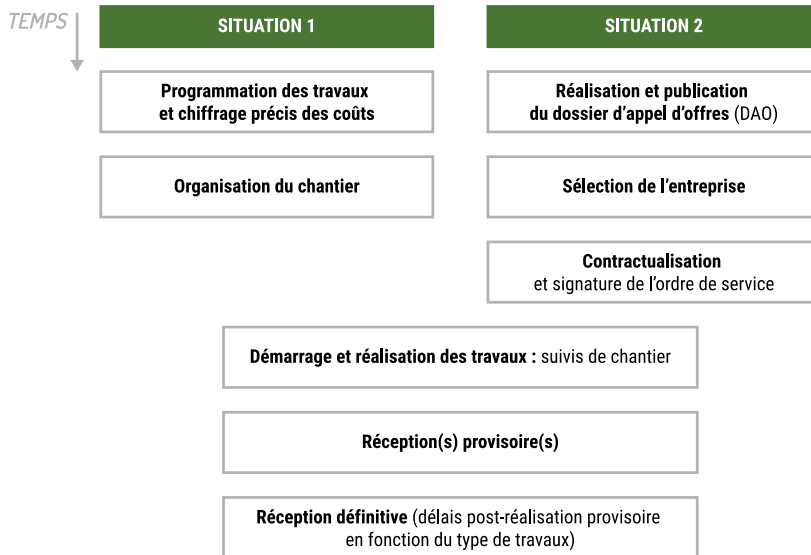 TEMPS
SITUATION 1
SITUATION 2
Programmation des travaux
et chiffrage précis des coûts
Réalisation et publication
du dossier d’appel d’offres (DAO)
Organisation du chantier
Sélection de l’entreprise
Contractualisation
et signature de l’ordre de service
Démarrage et réalisation des travaux : suivis de chantier
Réception(s) provisoire(s)
Réception définitive (délais post-réalisation provisoire
en fonction du type de travaux)